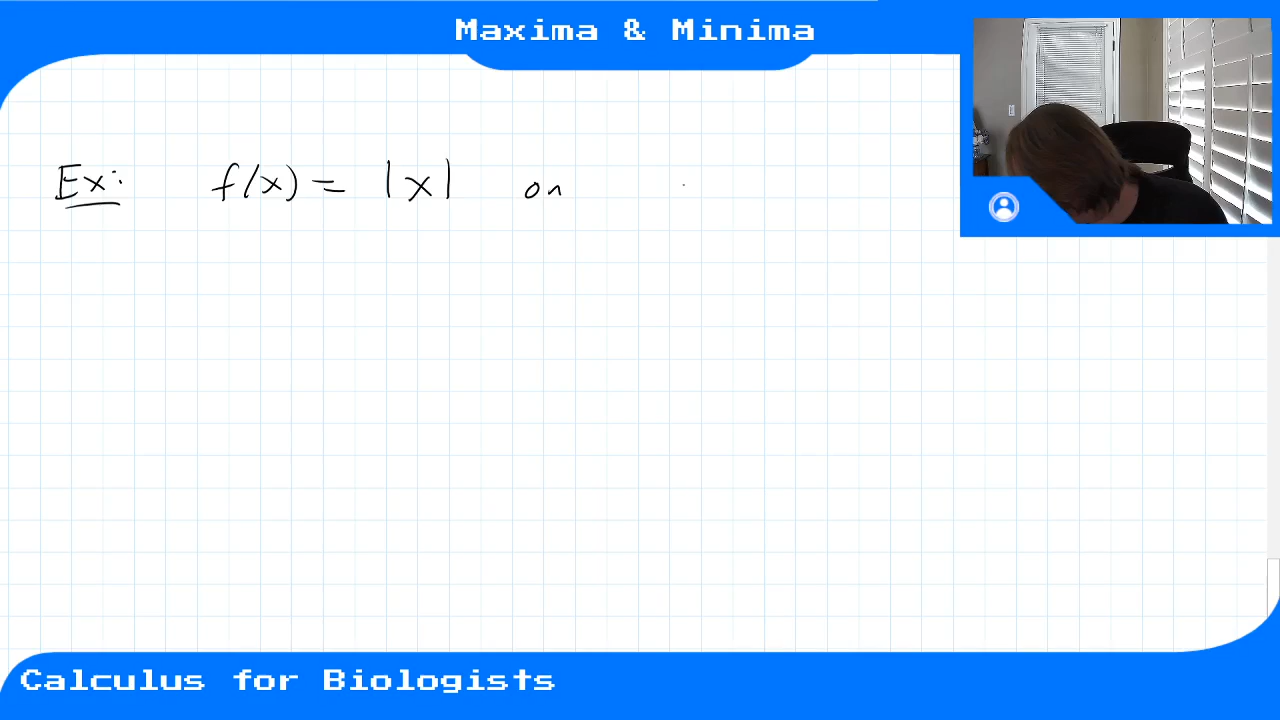 Maxima & Minima
Ex: f(x) = |x| on
Calculus for Biologists